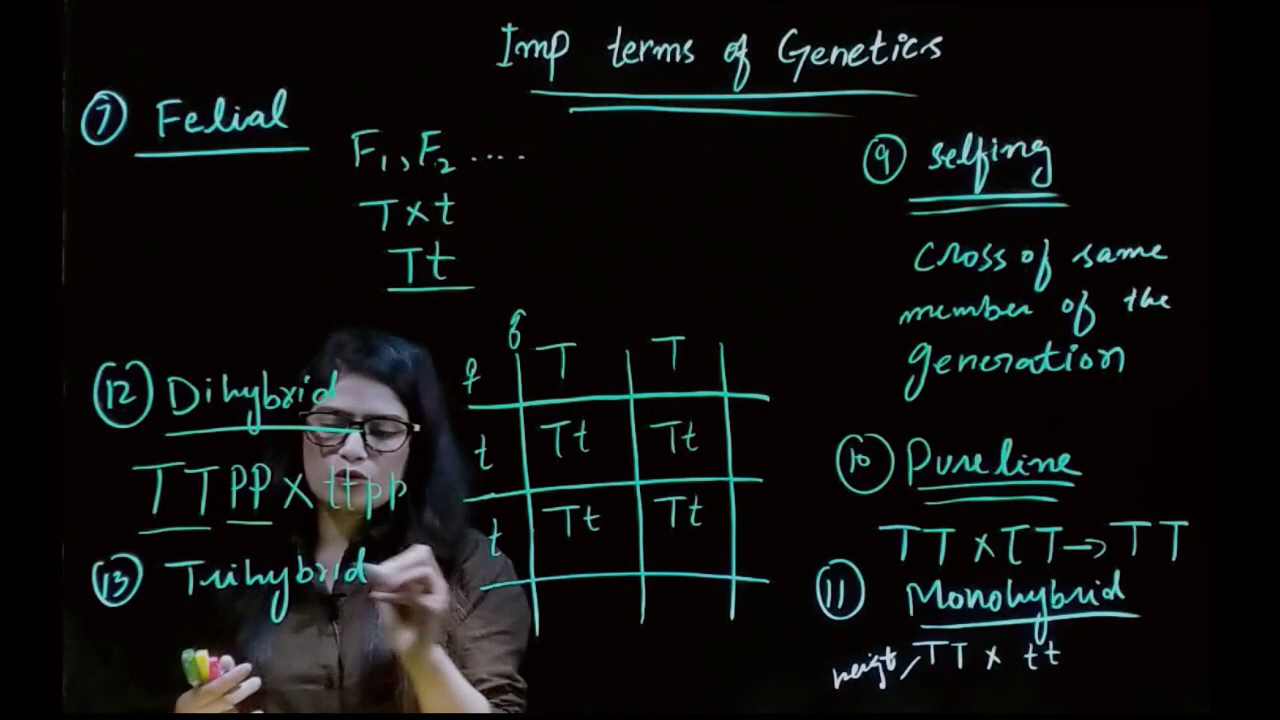 Imp terms of Genetics
7 Felial
F1, F2 ....
T x t
Tt
♂
♀ T T
t Tt Tt
t Tt Tt
9 selfing
Cross of same
member of the
generation
10 Pureline
TT x TT → TT
11 Monohybrid
TT x tt
12 Dihybrid
TTPP x ttpp
13 Trihybrid